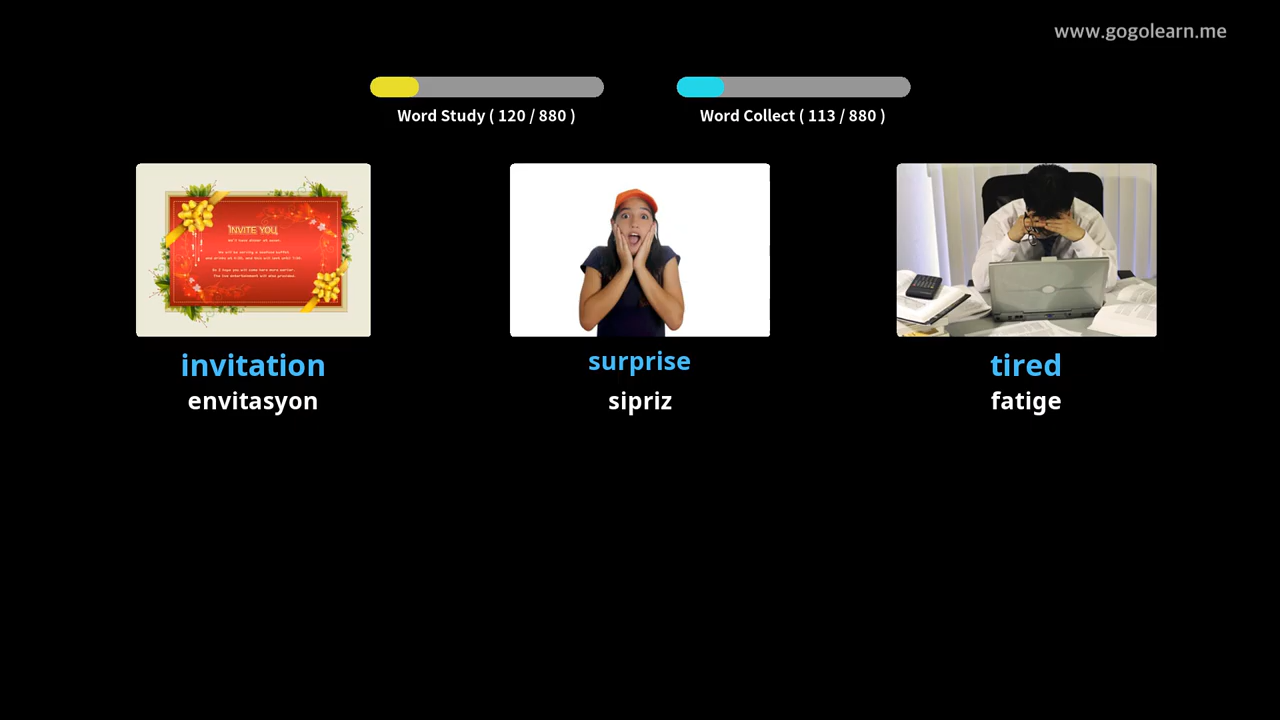 www.gogolearn.me
Word Study ( 120 / 880 )
Word Collect ( 113 / 880 )
INVITE YOU
invitation
surprise
tired
envitasyon
sipriz
fatige